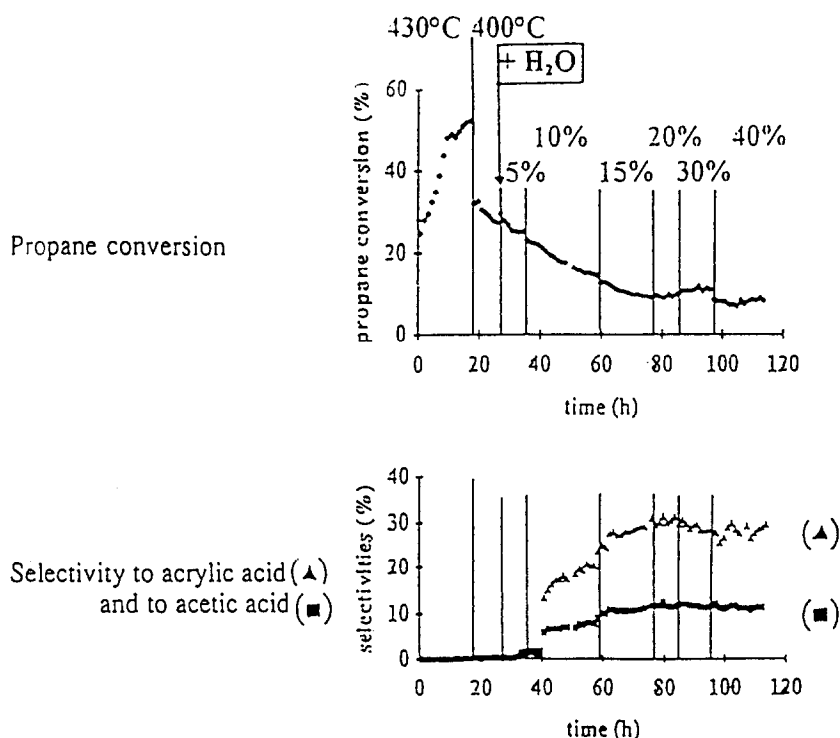 430°C 400°C
+ H₂O
60
40
20
0
propane conversion (%)
10%
20%
40%
5%
15%
30%
Propane conversion
0 20 40 60 80 100 120
time (h)
40
30
20
10
0
selectivities (%)
(▲)
Selectivity to acrylic acid (▲)
and to acetic acid (■)
(■)
0 20 40 60 80 100 120
time (h)